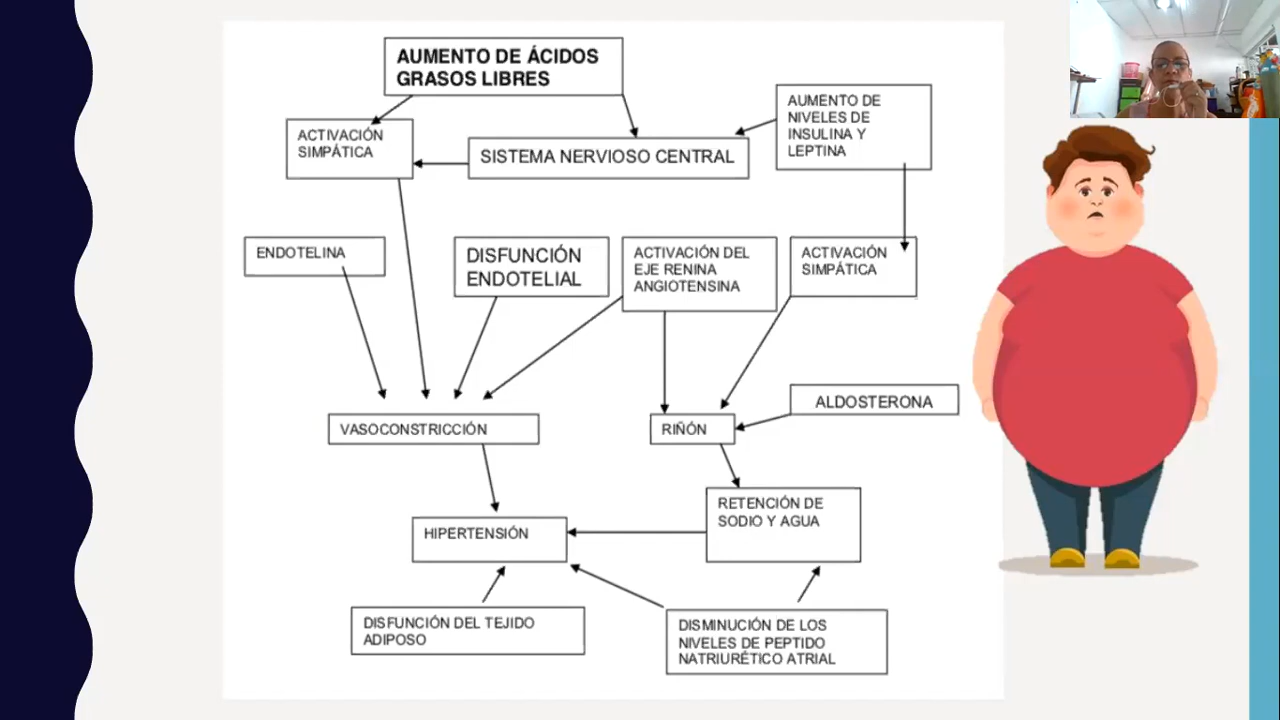 AUMENTO DE ÁCIDOS
GRASOS LIBRES
AUMENTO DE
NIVELES DE
INSULINA Y
LEPTINA
ACTIVACIÓN
SIMPÁTICA
SISTEMA NERVIOSO CENTRAL
ENDOTELINA
DISFUNCIÓN
ENDOTELIAL
ACTIVACIÓN DEL
EJE RENINA
ANGIOTENSINA
ACTIVACIÓN
SIMPÁTICA
ALDOSTERONA
VASOCONSTRICCIÓN
RIÑÓN
RETENCIÓN DE
SODIO Y AGUA
HIPERTENSIÓN
DISFUNCIÓN DEL TEJIDO
ADIPOSO
DISMINUCIÓN DE LOS
NIVELES DE PEPTIDO
NATRIURÉTICO ATRIAL